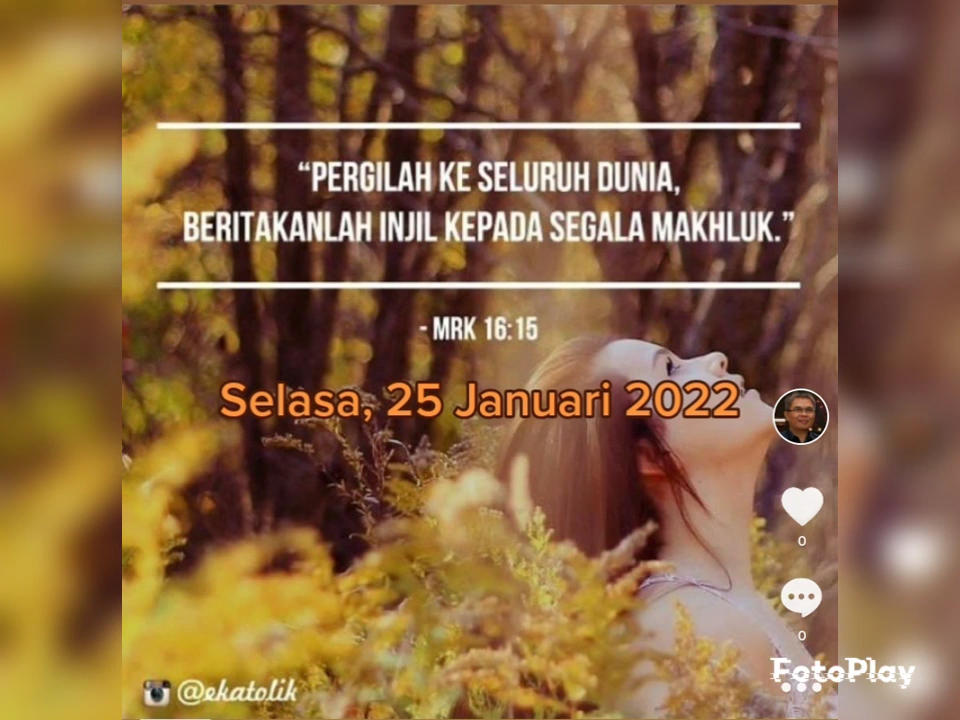 “PERGILAH KE SELURUH DUNIA,
BERITAKANLAH INJIL KEPADA SEGALA MAKHLUK.”
- MRK 16:15
Selasa, 25 Januari 2022
0
0
FotoPlay
@ekatolik